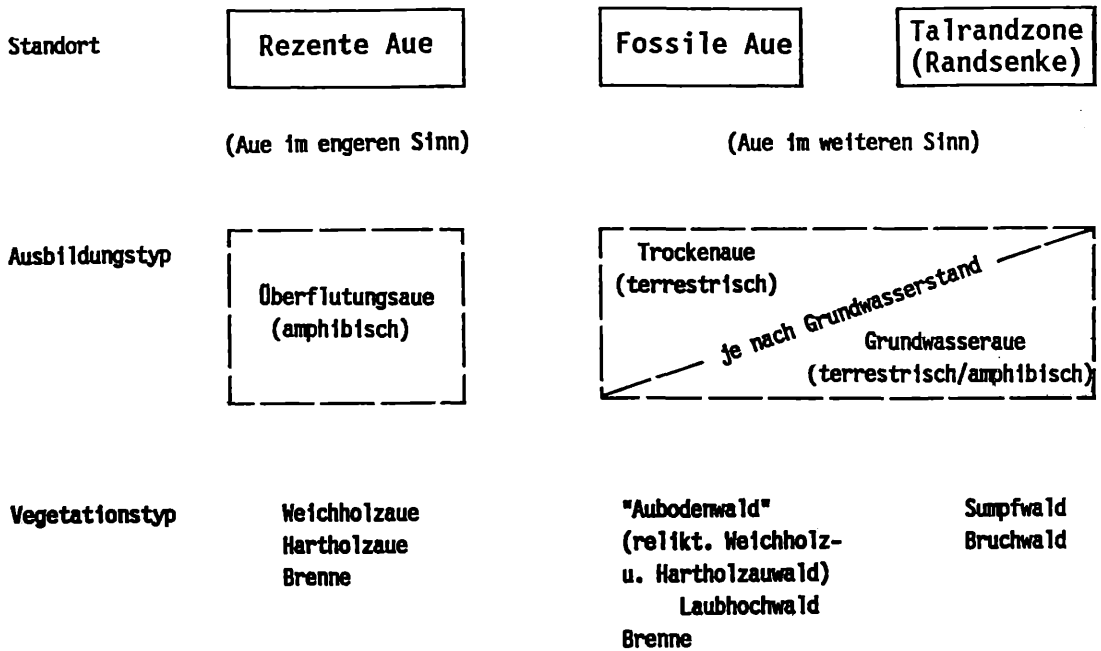 Standort
Rezente Aue
Fossile Aue
Talrandzone
(Randsenke)
(Aue im engeren Sinn)
(Aue im weiteren Sinn)
Ausbildungstyp
Überflutungsaue
(amphibisch)
Trockenaue
(terrestrisch)
je nach Grundwasserstand
Grundwasseraue
(terrestrisch/amphibisch)
Vegetationstyp
Weichholzaue
Hartholzaue
Brenne
"Aubodenwald"
(relikt. Weichholz-
u. Hartholzauwald)
Laubhochwald
Brenne
Sumpfwald
Bruchwald